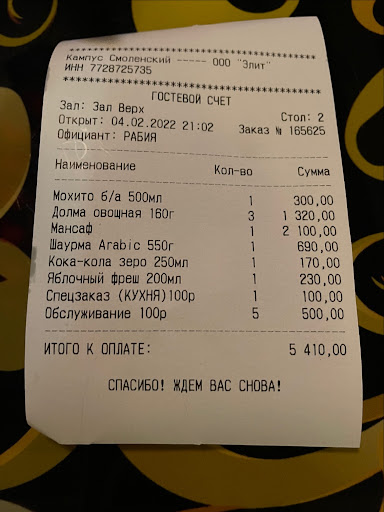 ************************************
Кампус Смоленский ----- ООО "Элит"
ИНН 7728725735
************************************
ГОСТЕВОЙ СЧЕТ
Зал: Зал Верх Стол: 2
Открыт: 04.02.2022 21:02 Заказ № 165625
Официант: РАБИЯ
Наименование Кол-во Сумма
Мохито б/а 500мл 1 300,00
Долма овощная 160г 3 1 320,00
Мансаф 1 2 100,00
Шаурма Arabic 550г 1 690,00
Кока-кола зеро 250мл 1 170,00
Яблочный фреш 200мл 1 230,00
Спецзаказ (КУХНЯ)100р 1 100,00
Обслуживание 100р 5 500,00
ИТОГО К ОПЛАТЕ: 5 410,00
СПАСИБО! ЖДЕМ ВАС СНОВА!